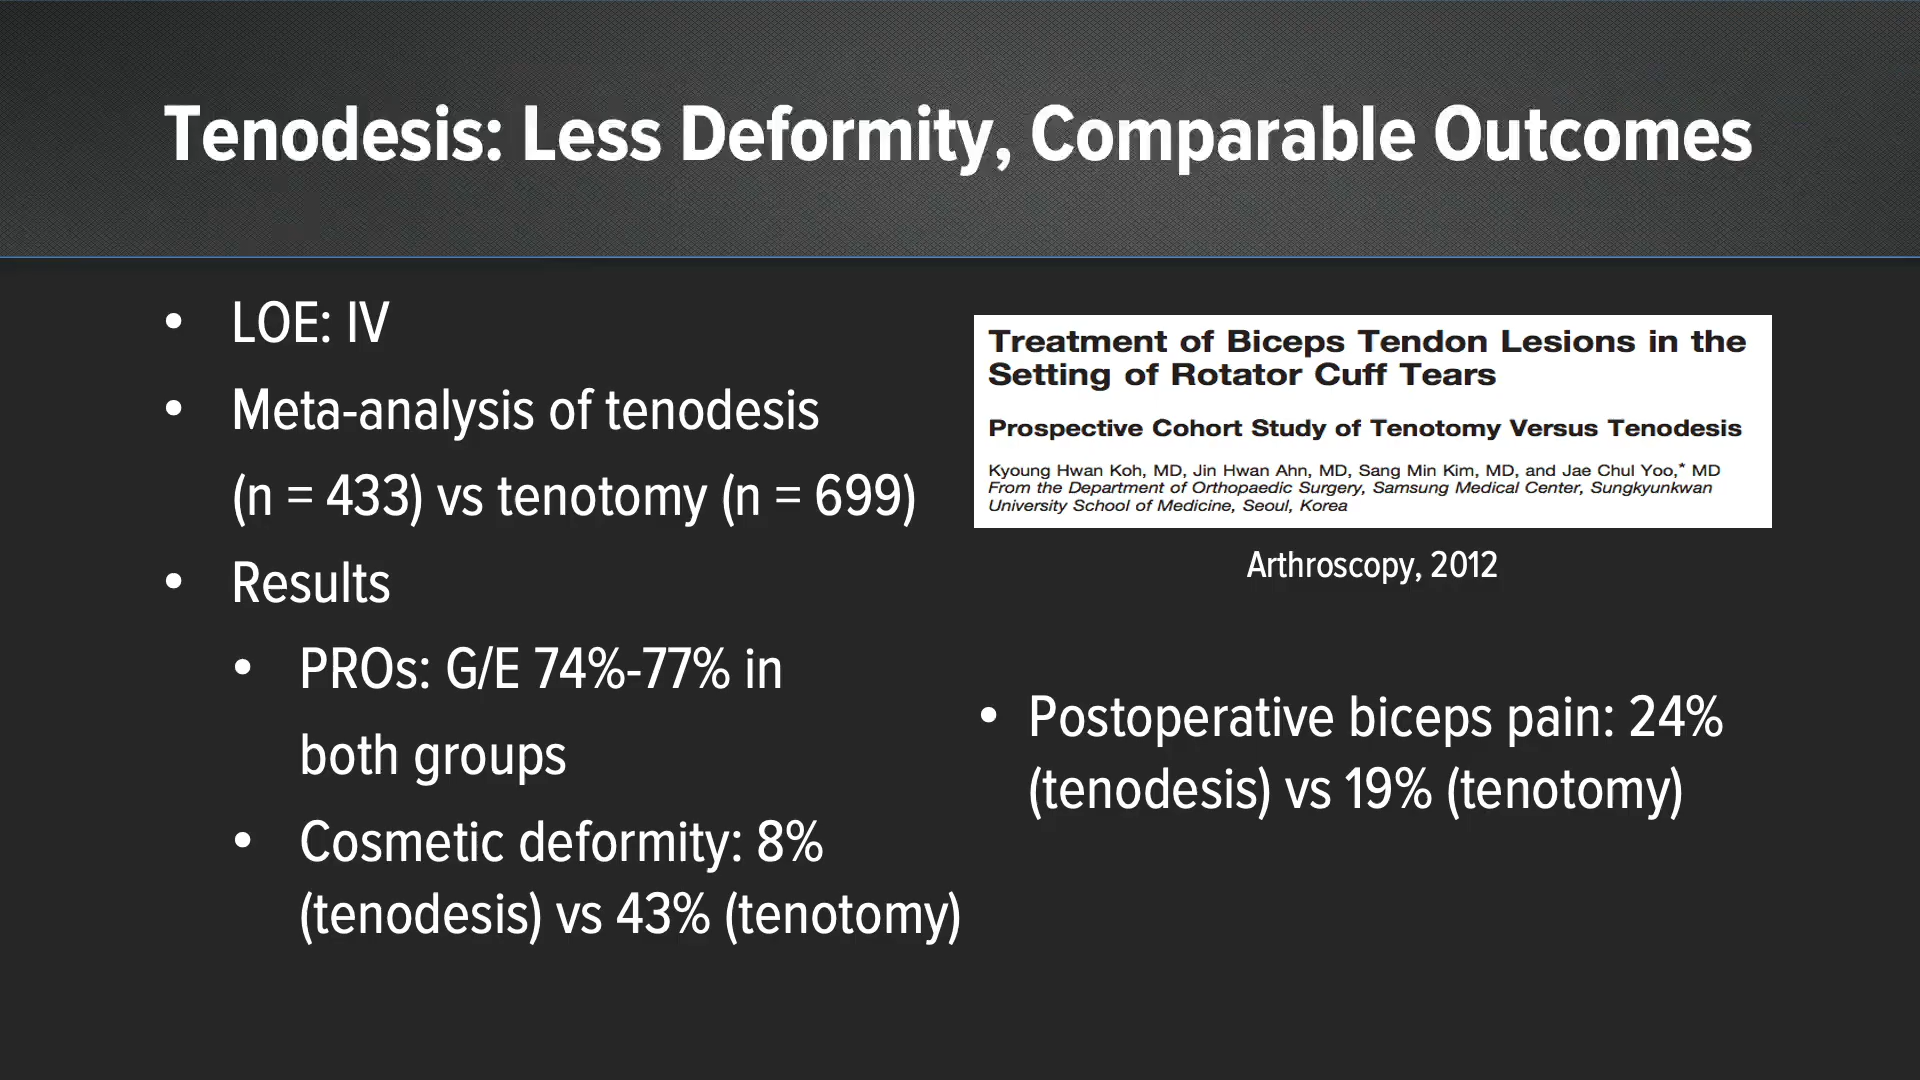 Tenodesis: Less Deformity, Comparable Outcomes
• LOE: IV
• Meta-analysis of tenodesis
(n = 433) vs tenotomy (n = 699)
• Results
• PROs: G/E 74%-77% in
both groups
• Cosmetic deformity: 8%
(tenodesis) vs 43% (tenotomy)
Treatment of Biceps Tendon Lesions in the
Setting of Rotator Cuff Tears
Prospective Cohort Study of Tenotomy Versus Tenodesis
Kyoung Hwan Koh, MD, Jin Hwan Ahn, MD, Sang Min Kim, MD, and Jae Chul Yoo,* MD
From the Department of Orthopaedic Surgery, Samsung Medical Center, Sungkyunkwan
University School of Medicine, Seoul, Korea
Arthroscopy, 2012
• Postoperative biceps pain: 24%
(tenodesis) vs 19% (tenotomy)